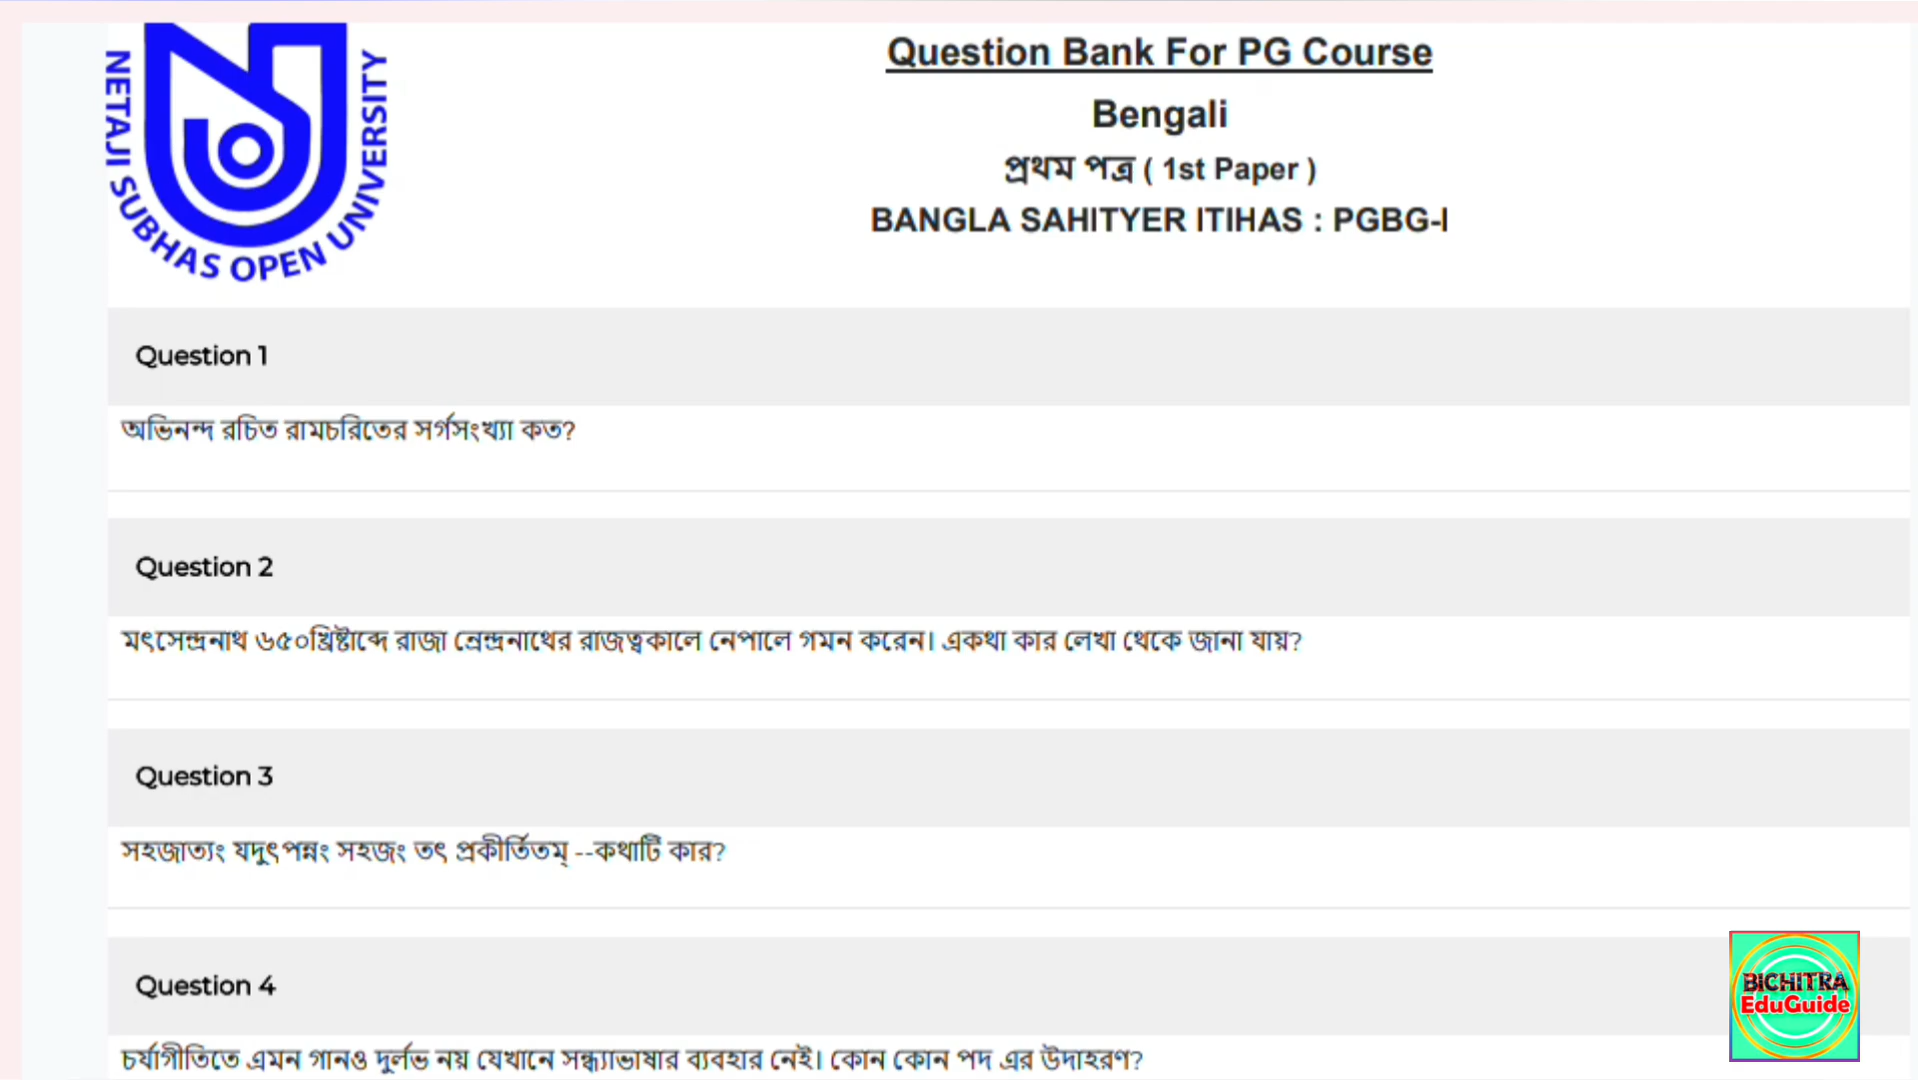 NETAJI SUBHAS OPEN UNIVERSITY
Question Bank For PG Course
Bengali
প্রথম পত্র ( 1st Paper )
BANGLA SAHITYER ITIHAS : PGBG-I
Question 1
অভিনন্দ রচিত রামচরিতের সর্গসংখ্যা কত?
Question 2
মৎসেন্দ্রনাথ ৬৫০খ্রিষ্টাব্দে রাজা ন্রেন্দ্রনাথের রাজত্বকালে নেপালে গমন করেন। একথা কার লেখা থেকে জানা যায়?
Question 3
সহজাত্যং যদুৎপন্নং সহজং তৎ প্রকীর্তিতম্ --কথাটি কার?
Question 4
চর্যাগীতিতে এমন গানও দুর্লভ নয় যেখানে সন্ধ্যাভাষার ব্যবহার নেই। কোন কোন পদ এর উদাহরণ?
BICHITRA
EduGuide